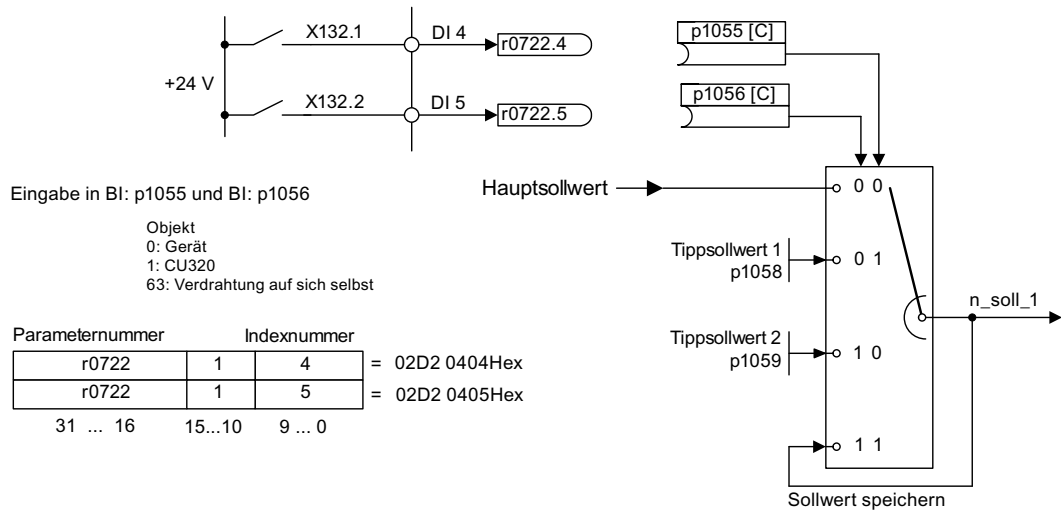 X132.1
DI 4
r0722.4
+24 V
X132.2
DI 5
r0722.5
p1055 [C]
p1056 [C]
Eingabe in BI: p1055 und BI: p1056
Objekt
0: Gerät
1: CU320
63: Verdrahtung auf sich selbst
Parameternummer
Indexnummer
r0722 1 4 = 02D2 0404Hex
r0722 1 5 = 02D2 0405Hex
31 ... 16 15...10 9 ... 0
Hauptsollwert
0 0
Tippsollwert 1
p1058
0 1
n_soll_1
Tippsollwert 2
p1059
1 0
1 1
Sollwert speichern